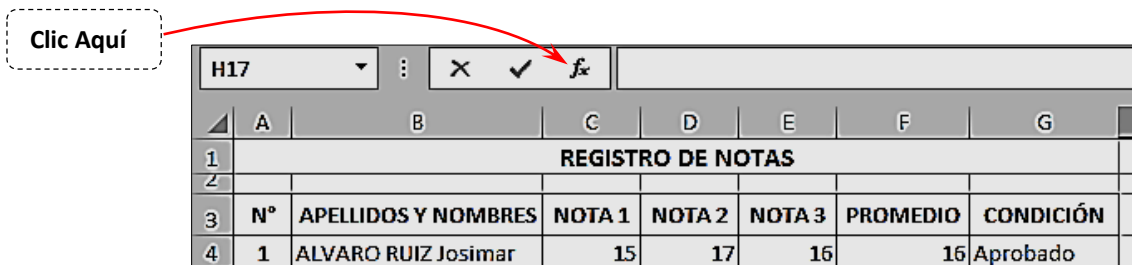 Clic Aquí
H17 fx
A B C D E F G
1 REGISTRO DE NOTAS
2
3 N° APELLIDOS Y NOMBRES NOTA 1 NOTA 2 NOTA 3 PROMEDIO CONDICIÓN
4 1 ALVARO RUIZ Josimar 15 17 16 16 Aprobado